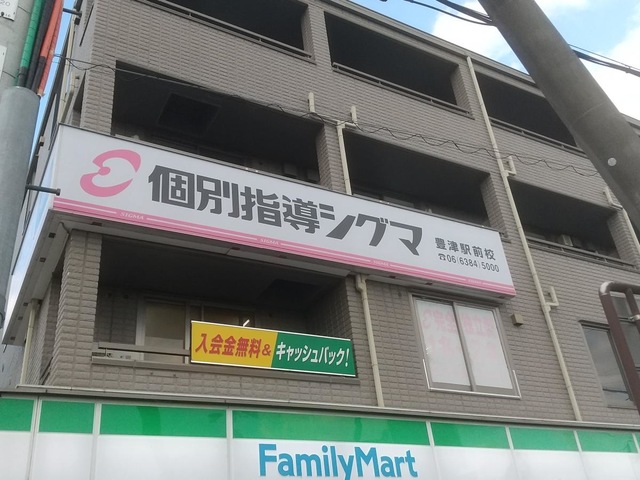 個別指導シグマ
豊津駅前校
☎06(6384)5000
SIGMA
入会金無料&キャッシュバック!
FamilyMart